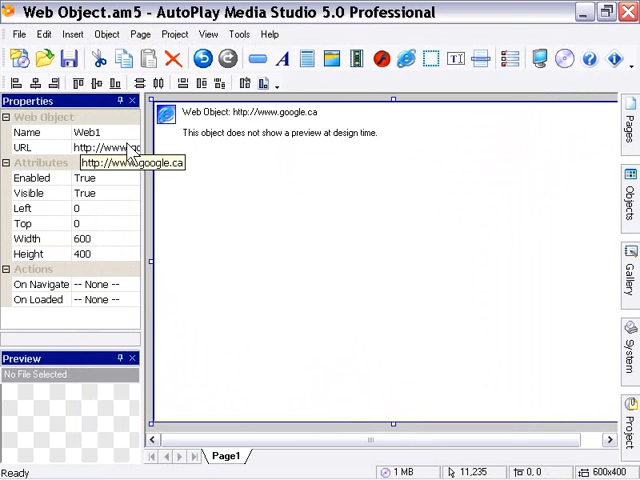 Web Object.am5 - AutoPlay Media Studio 5.0 Professional
File Edit Insert Object Page Project View Tools Help
Properties
Web Object
Name Web1
URL http://www.go
http://www.google.ca
Attributes
Enabled True
Visible True
Left 0
Top 0
Width 600
Height 400
Actions
On Navigate -- None --
On Loaded -- None --
Preview
No File Selected
Web Object: http://www.google.ca
This object does not show a preview at design time.
Pages
Objects
Gallery
System
Project
Page1
Ready
1 MB
11,235
0, 0
600x400